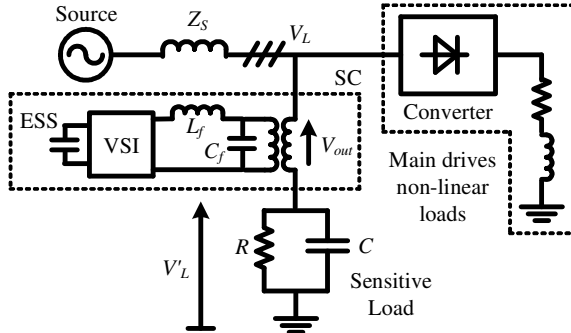 Source
Z_S
V_L
SC
ESS
VSI
L_f
C_f
V_out
Converter
Main drives
non-linear
loads
V'_L
R
C
Sensitive
Load